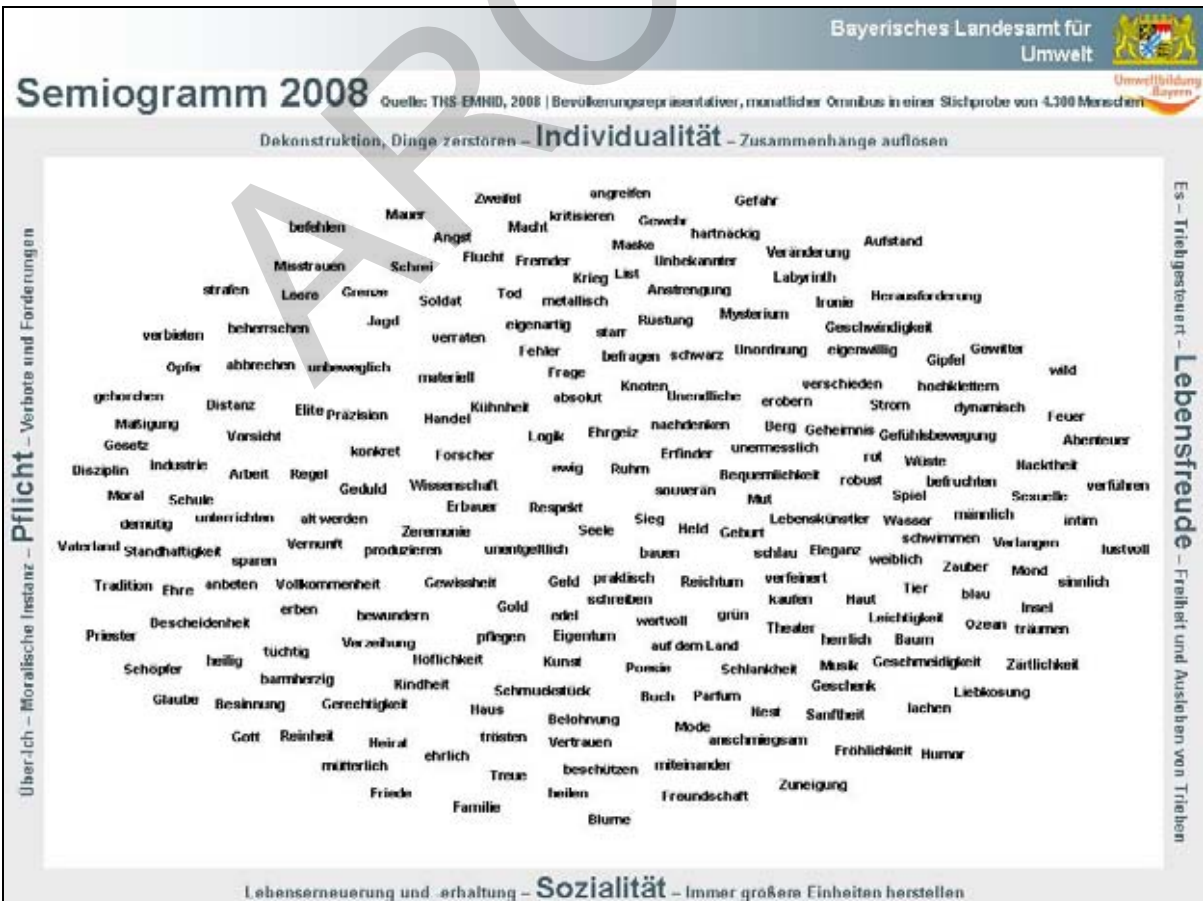 Bayerisches Landesamt für
Umwelt
Umweltbildung
Bayern
Semiogramm 2008 Quelle: TNS-EMNID, 2008 | Bevölkerungsrepräsentativer, monatlicher Omnibus in einer Stichprobe von 4.300 Menschen
Dekonstruktion, Dinge zerstören – Individualität – Zusammenhänge auflösen
Über-Ich – Moralische Instanz – Pflicht – Verbote und Forderungen
Es – Triebgesteuert – Lebensfreude – Freiheit und Ausleben von Trieben
Zweifel angreifen Gefahr
befehlen Mauer Macht kritisieren Gewehr
Angst Maske hartnäckig Aufstand
Misstrauen Schrei Flucht Fremder Unbekannter Veränderung
Krieg List Labyrinth
strafen Leere Grenze Soldat Tod metallisch Anstrengung Ironie Herausforderung
verbieten beherrschen Jagd verraten eigenartig starr Rüstung Mysterium Geschwindigkeit
Opfer abbrechen unbeweglich materiell Fehler befragen schwarz Unordnung eigenwillig Gipfel Gewitter wild
Frage
gehorchen Distanz Elite Präzision Handel Kühnheit absolut Knoten Unendliche erobern verschieden Strom hochklettern dynamisch Feuer
Mäßigung Vorsicht Logik Ehrgeiz nachdenken Berg Geheimnis Gefühlsbewegung Abenteuer
Gesetz konkret Forscher Erfinder unermesslich rot Wüste Nacktheit
Disziplin Industrie Arbeit Regel Geduld Wissenschaft ewig Ruhm souverän Bequemlichkeit robust befruchten verführen
Moral Schule Erbauer Respekt Mut Spiel Sexuelle
demütig unterrichten alt werden Zeremonie Seele Sieg Held Geburt Lebenskünstler Wasser männlich intim
Vaterland Standhaftigkeit sparen Vernunft produzieren unentgeltlich bauen schlau Eleganz weiblich schwimmen Verlangen lustvoll
Tradition Ehre anbeten Vollkommenheit Gewissheit Geld praktisch Reichtum verfeinert Tier Zauber Mond sinnlich
erben bewundern Gold edel schreiben wertvoll grün kaufen Haut Leichtigkeit blau Insel
Bescheidenheit Theater Ozean träumen
Priester tüchtig Verzeihung pflegen Eigentum auf dem Land herrlich Baum
Schöpfer heilig Höflichkeit Kunst Poesie Schlankheit Musik Geschmeidigkeit Zärtlichkeit
barmherzig Kindheit Schmuckstück Buch Parfum Geschenk Liebkosung
Glaube Besinnung Gerechtigkeit Haus Belohnung Mode Nest Sanftheit lachen
Gott Reinheit Heirat ehrlich trösten Vertrauen anschmiegsam Fröhlichkeit Humor
mütterlich Treue beschützen miteinander Zuneigung
Friede Familie heilen Freundschaft
Blume
Lebenserneuerung und -erhaltung – Sozialität – Immer größere Einheiten herstellen